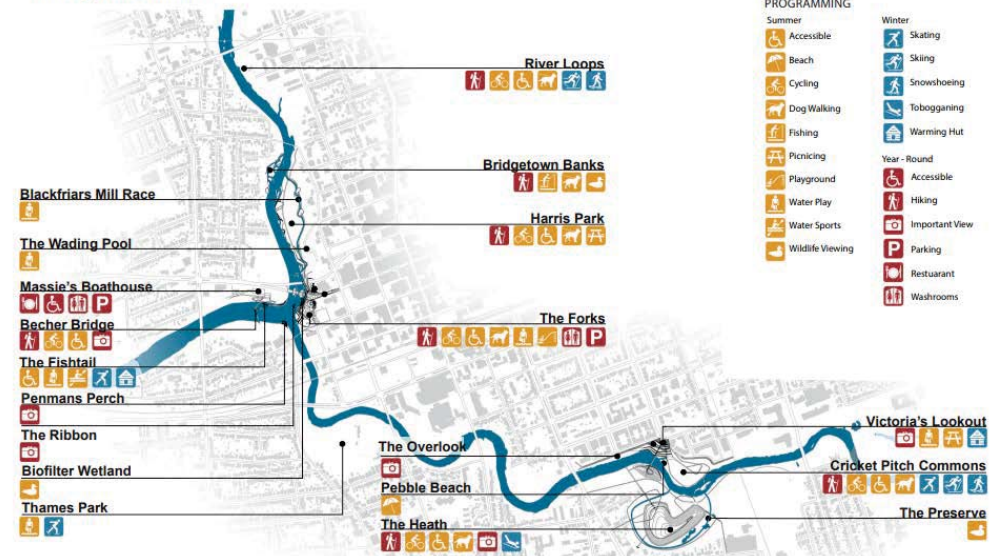 PROGRAMMING
Summer
Accessible
Beach
Cycling
Dog Walking
Fishing
Picnicing
Playground
Water Play
Water Sports
Wildlife Viewing
Winter
Skating
Skiing
Snowshoeing
Tobogganing
Warming Hut
Year - Round
Accessible
Hiking
Important View
P Parking
Restuarant
Washrooms
River Loops
Bridgetown Banks
Harris Park
The Forks
P
Blackfriars Mill Race
The Wading Pool
Massie's Boathouse
P
Becher Bridge
The Fishtail
Penmans Perch
The Ribbon
Biofilter Wetland
Thames Park
The Overlook
Pebble Beach
The Heath
Victoria's Lookout
Cricket Pitch Commons
The Preserve